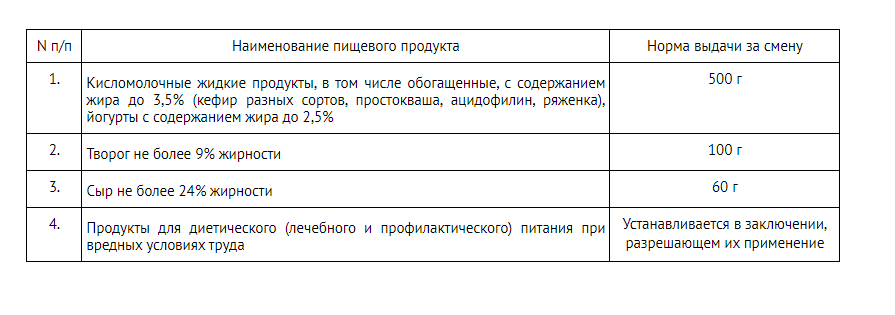 N п/п
Наименование пищевого продукта
Норма выдачи за смену
1.
Кисломолочные жидкие продукты, в том числе обогащенные, с содержанием
жира до 3,5% (кефир разных сортов, простокваша, ацидофилин, ряженка),
йогурты с содержанием жира до 2,5%
500 г
2.
Творог не более 9% жирности
100 г
3.
Сыр не более 24% жирности
60 г
4.
Продукты для диетического (лечебного и профилактического) питания при
вредных условиях труда
Устанавливается в заключении,
разрешающем их применение